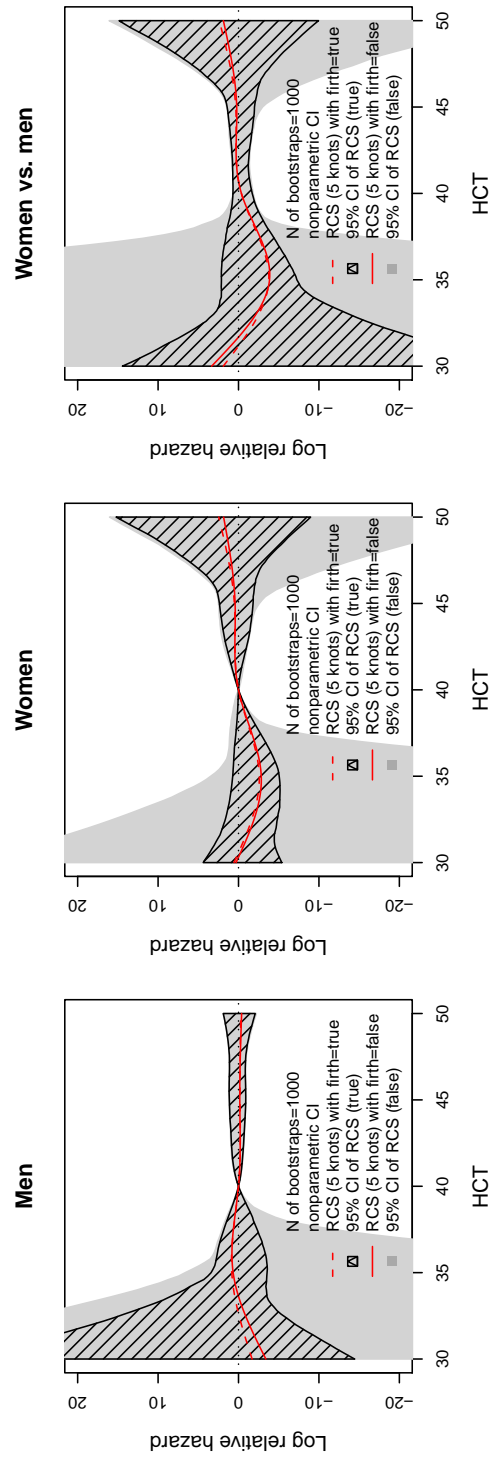 Men
Log relative hazard
20
10
0
−10
−20
30
35
40
45
50
HCT
N of bootstraps=1000
nonparametric CI
RCS (5 knots) with firth=true
95% CI of RCS (true)
RCS (5 knots) with firth=false
95% CI of RCS (false)
Women
Log relative hazard
20
10
0
−10
−20
30
35
40
45
50
HCT
N of bootstraps=1000
nonparametric CI
RCS (5 knots) with firth=true
95% CI of RCS (true)
RCS (5 knots) with firth=false
95% CI of RCS (false)
Women vs. men
Log relative hazard
20
10
0
−10
−20
30
35
40
45
50
HCT
N of bootstraps=1000
nonparametric CI
RCS (5 knots) with firth=true
95% CI of RCS (true)
RCS (5 knots) with firth=false
95% CI of RCS (false)